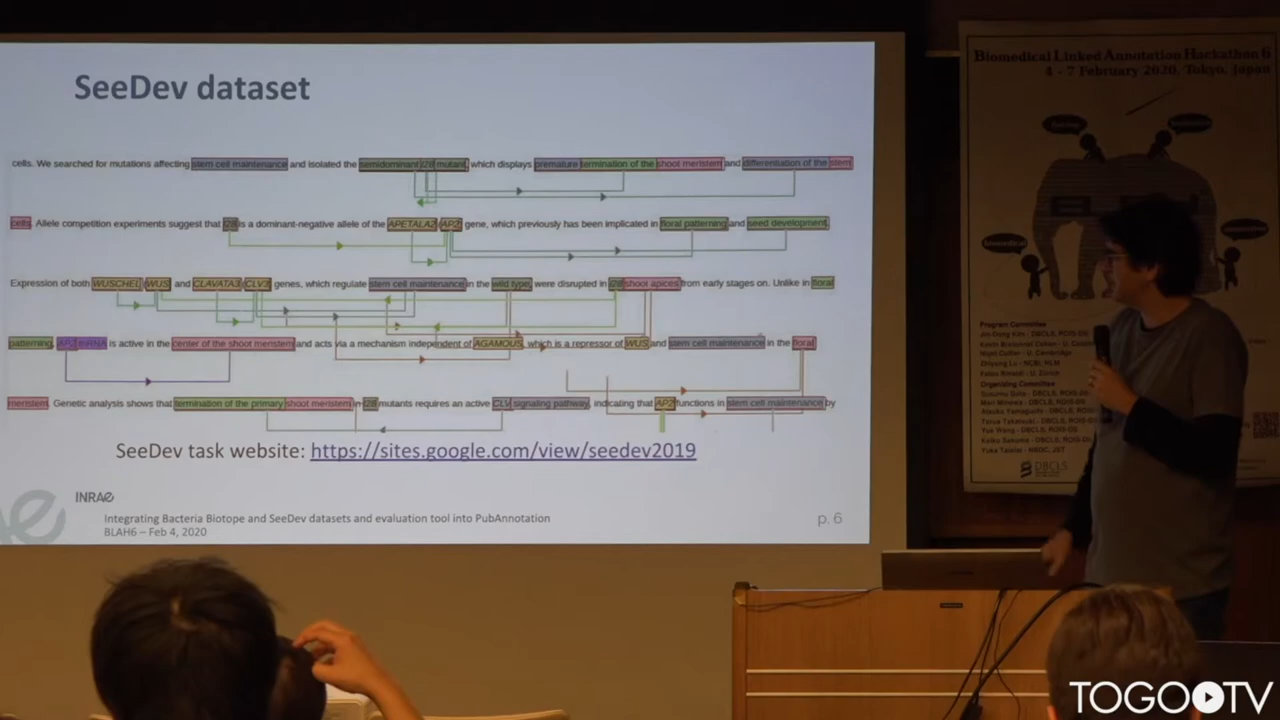 SeeDev dataset
cells. We searched for mutations affecting stem cell maintenance and isolated the semidominant l28 mutant, which displays premature termination of the shoot meristem and differentiation of the stem
cells. Allele competition experiments suggest that l28 is a dominant-negative allele of the APETALA2 (AP2) gene, which previously has been implicated in floral patterning and seed development.
Expression of both WUSCHEL (WUS) and CLAVATA3 (CLV3) genes, which regulate stem cell maintenance in the wild type, were disrupted in l28 shoot apices from early stages on. Unlike in floral
patterning, AP2 mRNA is active in the center of the shoot meristem and acts via a mechanism independent of AGAMOUS, which is a repressor of WUS and stem cell maintenance in the floral
meristem. Genetic analysis shows that termination of the primary shoot meristem in l28 mutants requires an active CLV signaling pathway, indicating that AP2 functions in stem cell maintenance by
SeeDev task website: https://sites.google.com/view/seedev2019
INRAE
Integrating Bacteria Biotope and SeeDev datasets and evaluation tool into PubAnnotation
BLAH6 – Feb 4, 2020
p. 6
Biomedical Linked Annotation Hackathon 6
4 - 7 February 2020, Tokyo, Japan
Program Committee
Organizing Committee
DBCLS
TOGO TV